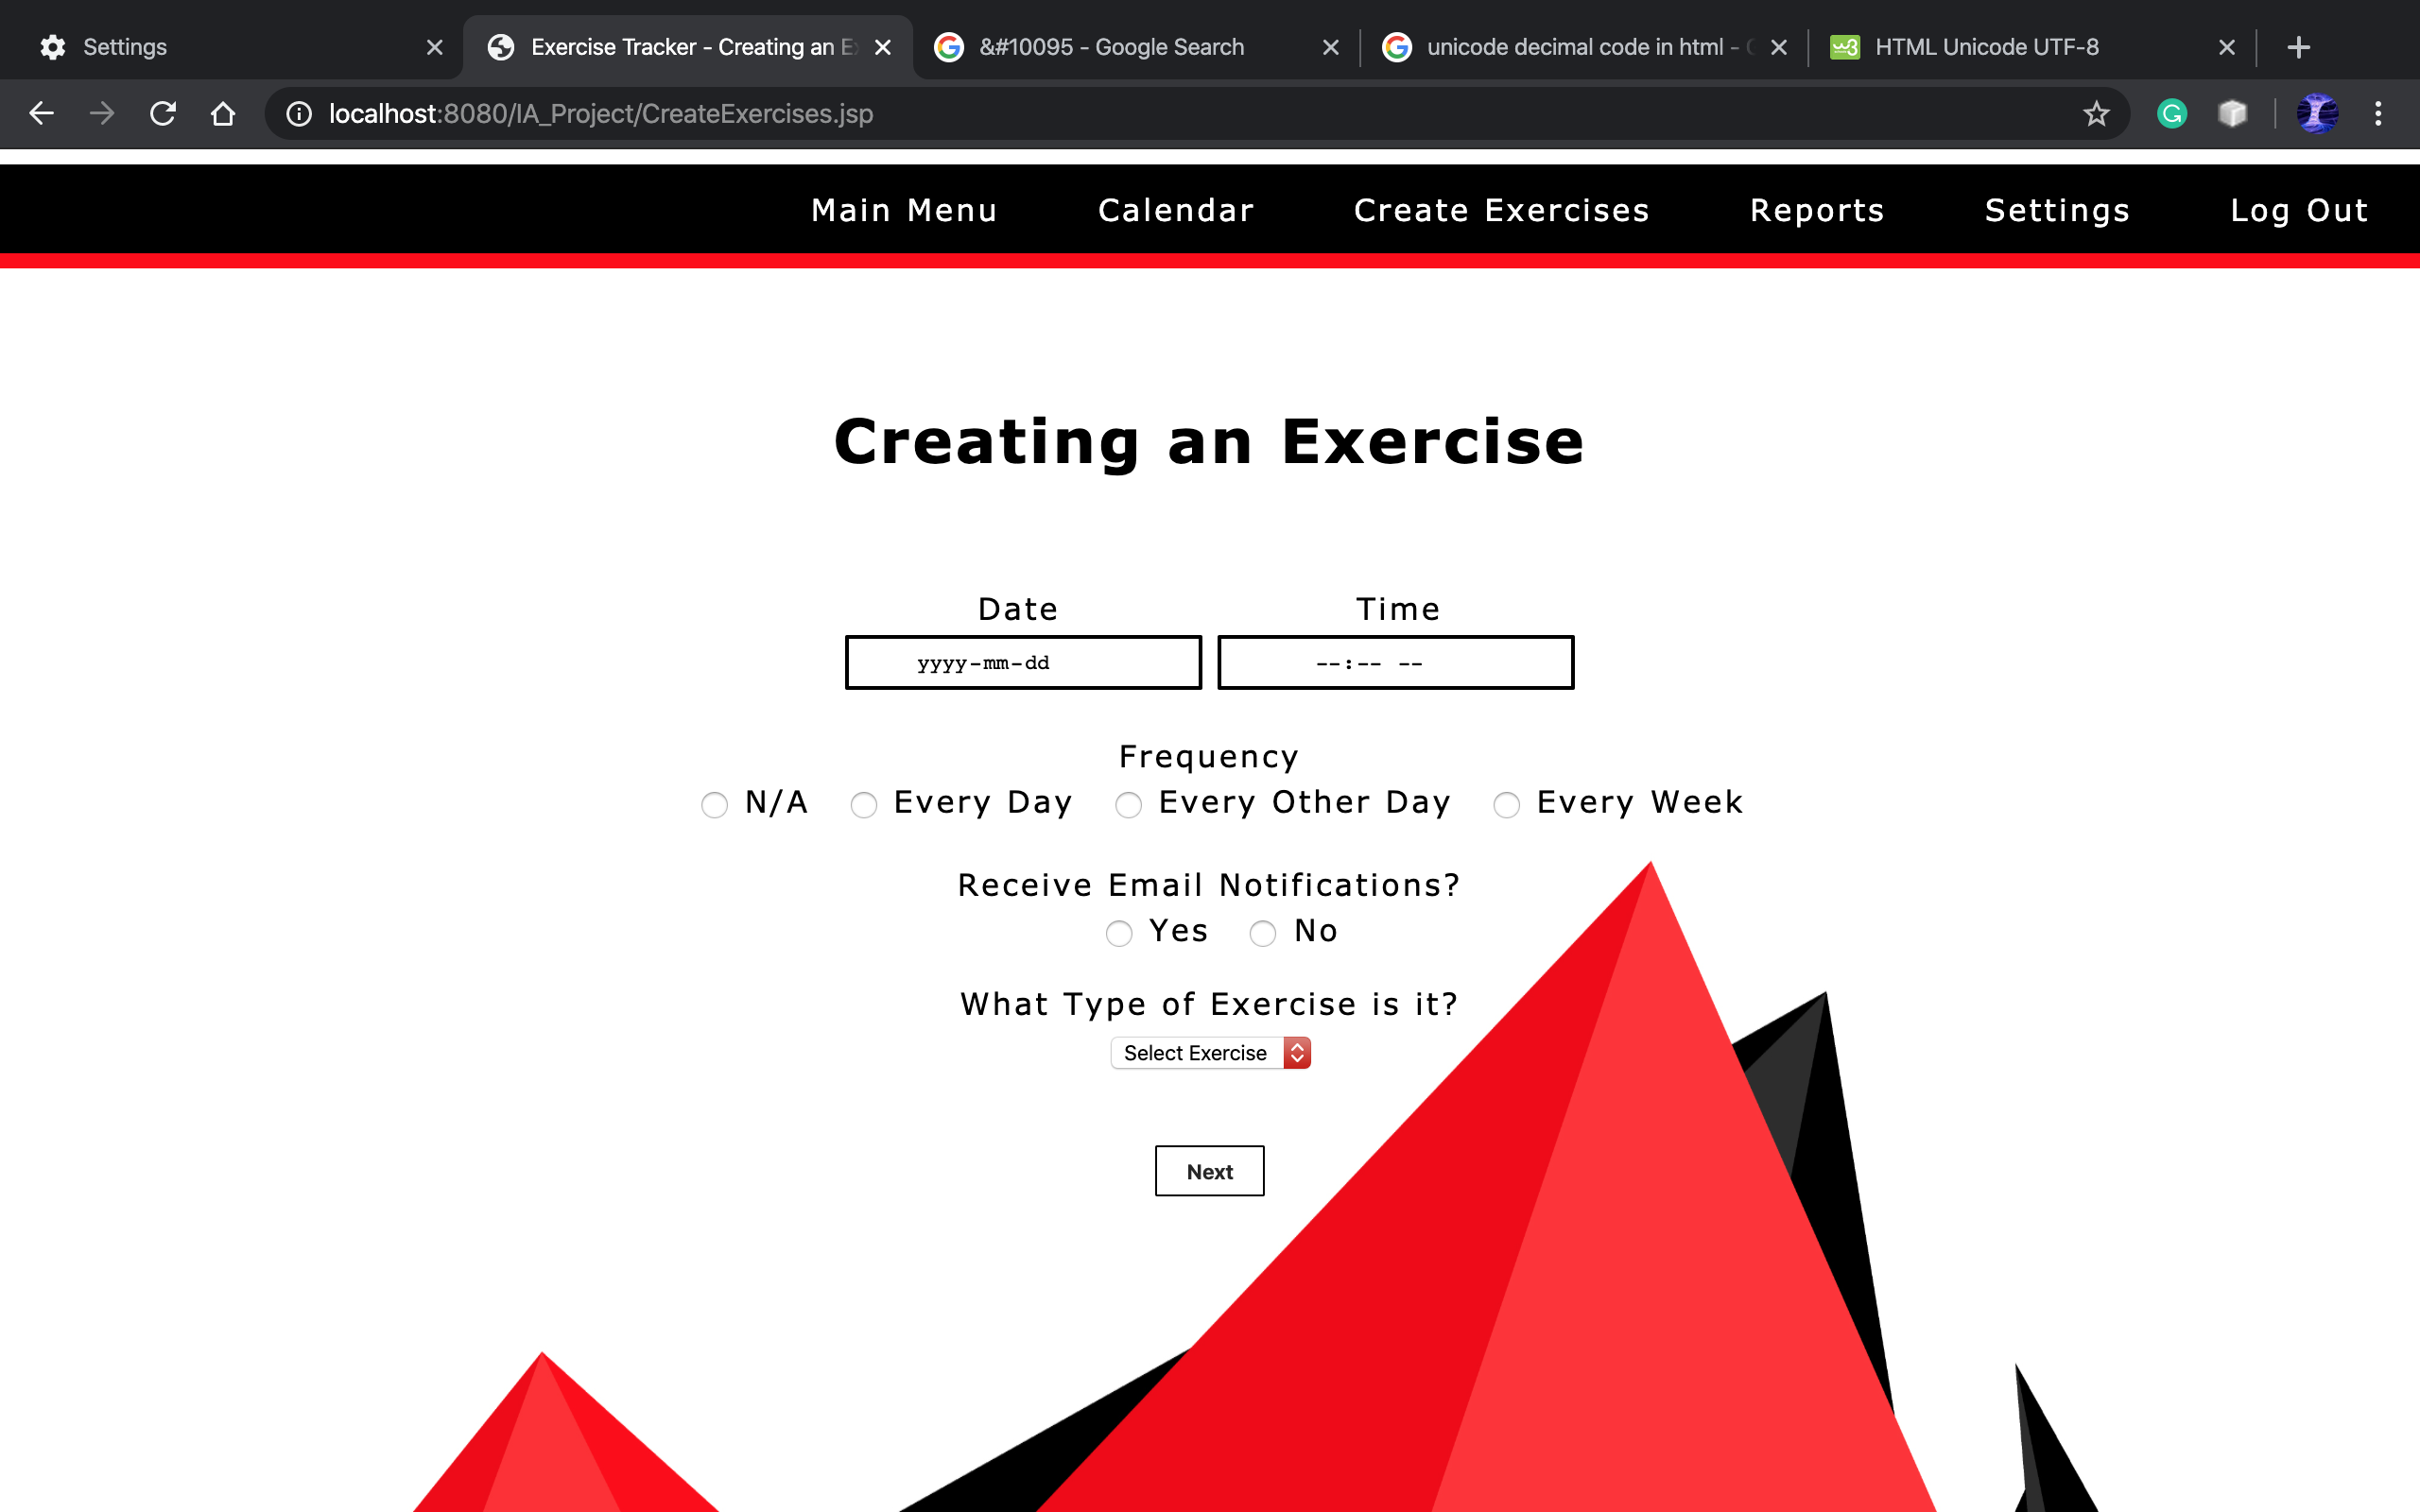 Settings
Exercise Tracker - Creating an Ex
&#10095 - Google Search
unicode decimal code in html -
HTML Unicode UTF-8
localhost:8080/IA_Project/CreateExercises.jsp
Main Menu
Calendar
Create Exercises
Reports
Settings
Log Out
Creating an Exercise
Date
Time
yyyy-mm-dd
--:-- --
Frequency
N/A
Every Day
Every Other Day
Every Week
Receive Email Notifications?
Yes
No
What Type of Exercise is it?
Select Exercise
Next